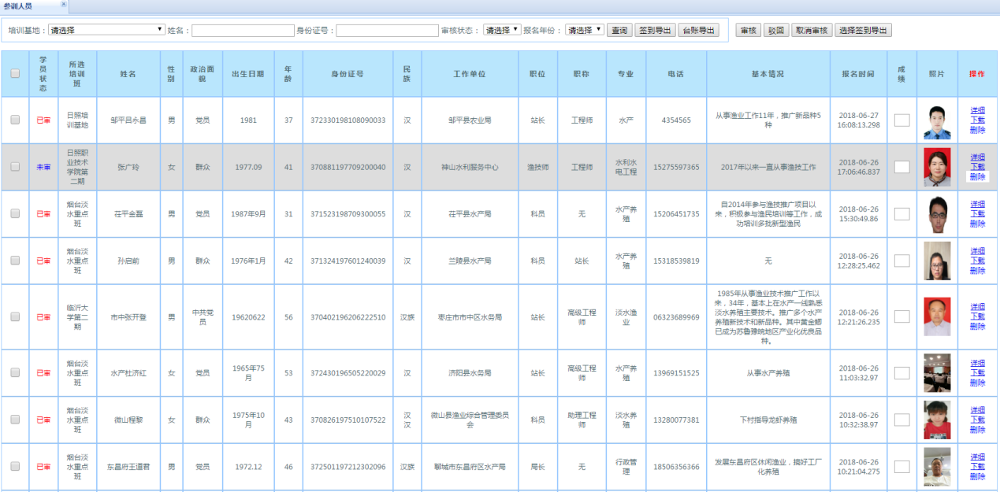 参训人员
培训基地： 请选择 姓名： 身份证号： 审核状态： 请选择 报名年份： 请选择 查询 签到导出 台账导出 审核 驳回 取消审核 选择签到导出
学员状态 所选培训班 姓名 性别 政治面貌 出生日期 年龄 身份证号 民族 工作单位 职位 职称 专业 电话 基本情况 报名时间 成绩 照片 操作
已审 日照培训基地 邹平吕永昌 男 党员 1981 37 372330198108090033 汉 邹平县农业局 站长 工程师 水产 4354565 从事渔业工作11年，推广新品种5种 2018-06-27 16:08:13.298 详细 下载 删除
未审 日照职业技术学院第二期 张广玲 女 群众 1977.09 41 370881197709200040 汉 神山水利服务中心 渔技师 工程师 水利水电工程 15275597365 2017年以来一直从事渔技工作 2018-06-26 17:06:46.837 详细 下载 删除
已审 烟台淡水重点班 茌平金磊 男 党员 1987年9月 31 371523198709300055 汉 茌平县水产局 科员 无 水产养殖 15206451735 自2014年参与渔技推广项目以来，积极参与渔民培训等工作，成功培训多批新型渔民 2018-06-26 15:30:49.86 详细 下载 删除
已审 烟台淡水重点班 孙启前 男 群众 1976年1月 42 371324197601240039 汉 兰陵县水产局 科员 站长 水产养殖 15318539819 无 2018-06-26 12:28:25.462 详细 下载 删除
已审 临沂大学第二期 市中张开登 男 中共党员 19620622 56 370402196206222510 汉族 枣庄市市中区水务局 站长 高级工程师 淡水渔业 06323689969 1985年从事渔业技术推广工作以来，34年，基本上在水产一线熟悉淡水养殖主要技术。推广多个水产养殖新技术和新品种。其中黄金鲫已成为苏鲁豫皖地区产业化优良品种。 2018-06-26 12:21:26.235 详细 下载 删除
已审 烟台淡水重点班 水产杜济红 女 党员 1965年75月 53 372430196505220029 汉 济阳县水务局 站长 高级工程师 水产养殖 13969151525 从事水产养殖 2018-06-26 11:03:32.97 详细 下载 删除
已审 烟台淡水重点班 微山程黎 女 群众 1975年10月 43 370826197510107522 汉汉 微山县渔业综合管理委员会 科员 助理工程师 淡水养殖 13280077381 下村指导龙虾养殖 2018-06-26 10:32:38.97 详细 下载 删除
已审 烟台淡水重点班 东昌府王道君 男 党员 1972.12 46 372501197212302096 汉族 聊城市东昌府区水产局 局长 无 行政管理 18506356366 发展东昌府区休闲渔业，搞好工厂化养殖 2018-06-26 10:21:04.275 详细 下载 删除